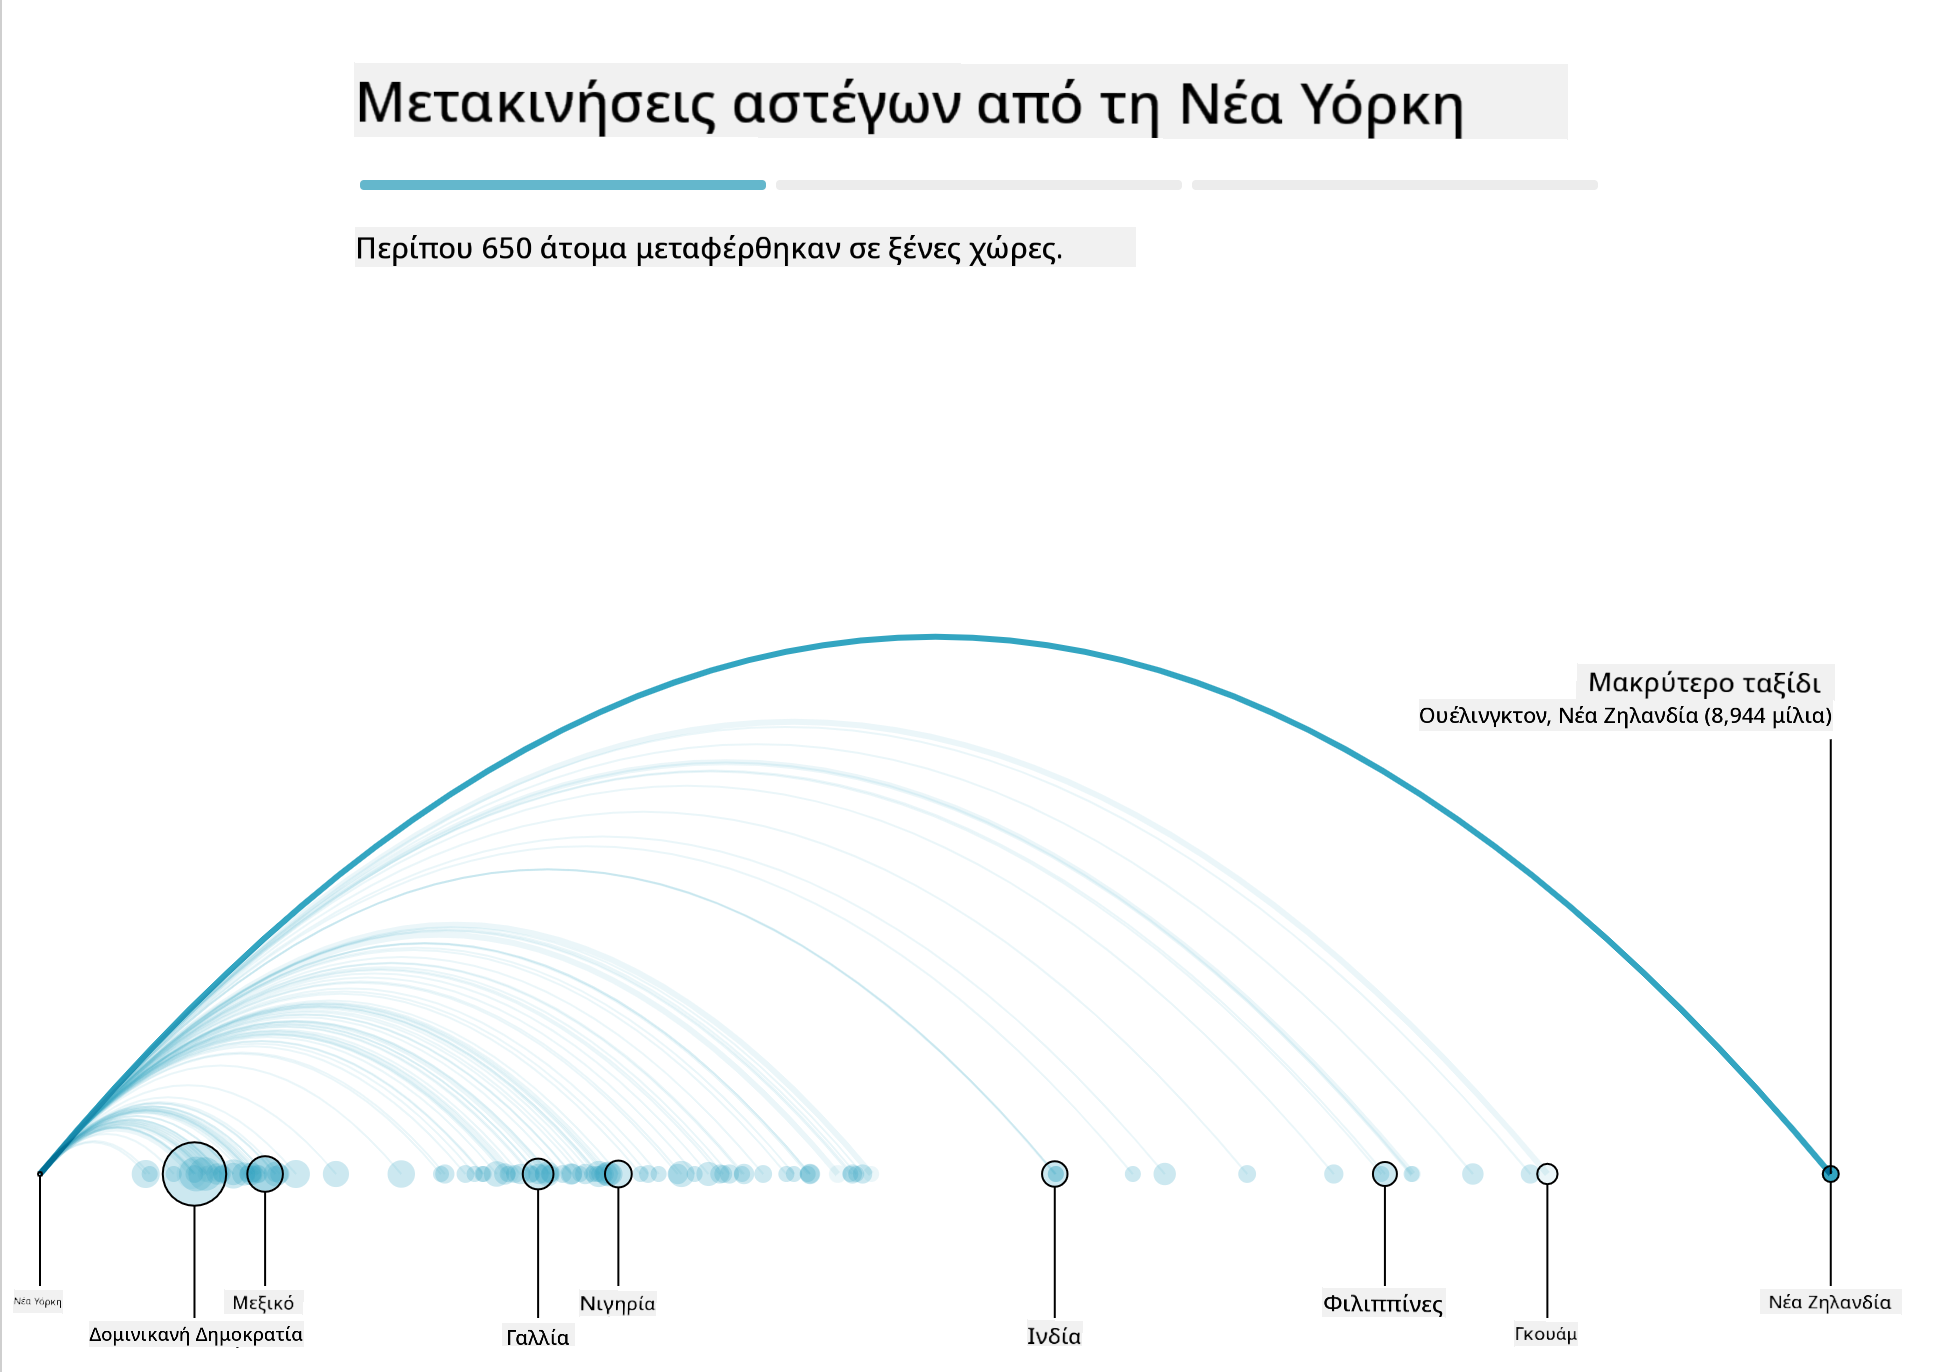 Μετακινήσεις αστέγων από τη Νέα Υόρκη
Περίπου 650 άτομα μεταφέρθηκαν σε ξένες χώρες.
Μακρύτερο ταξίδι
Ουέλινγκτον, Νέα Ζηλανδία (8,944 μίλια)
Νέα Υόρκη
Μεξικό
Νιγηρία
Φιλιππίνες
Νέα Ζηλανδία
Δομινικανή Δημοκρατία
Γαλλία
Ινδία
Γκουάμ